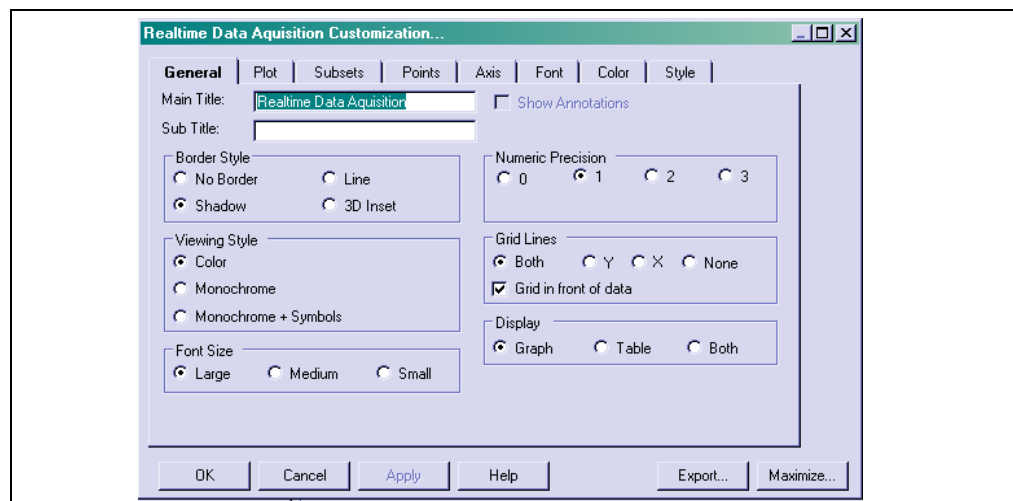 Realtime Data Aquisition Customization...
General Plot Subsets Points Axis Font Color Style
Main Title: Realtime Data Aquisition Show Annotations
Sub Title:
Border Style
No Border Line
Shadow 3D Inset
Numeric Precision
0 1 2 3
Viewing Style
Color
Monochrome
Monochrome + Symbols
Grid Lines
Both Y X None
Grid in front of data
Font Size
Large Medium Small
Display
Graph Table Both
OK Cancel Apply Help Export... Maximize...